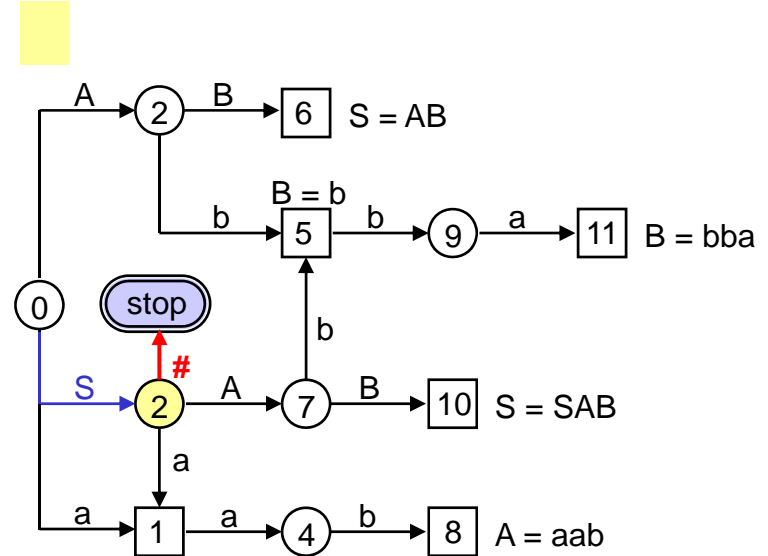 A 2 B 6 S = AB
B = b
b 5 b 9 a 11 B = bba
0 stop
b
#
S 2 A 7 B 10 S = SAB
a
a 1 a 4 b 8 A = aab